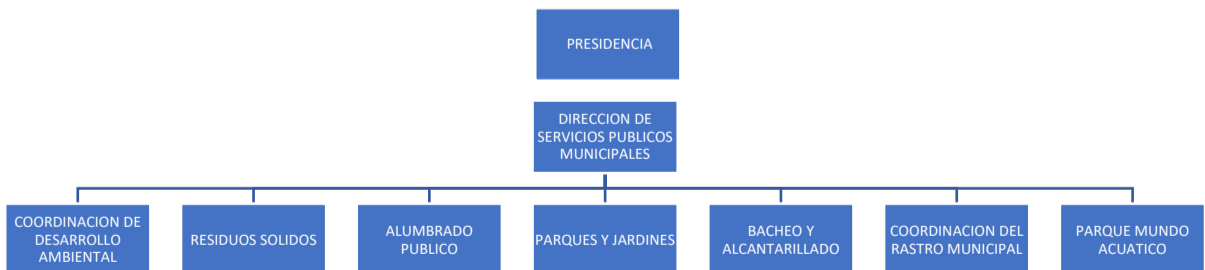 PRESIDENCIA
DIRECCION DE
SERVICIOS PUBLICOS
MUNICIPALES
COORDINACION DE
DESARROLLO
AMBIENTAL
RESIDUOS SOLIDOS
ALUMBRADO
PUBLICO
PARQUES Y JARDINES
BACHEO Y
ALCANTARILLADO
COORDINACION DEL
RASTRO MUNICIPAL
PARQUE MUNDO
ACUATICO